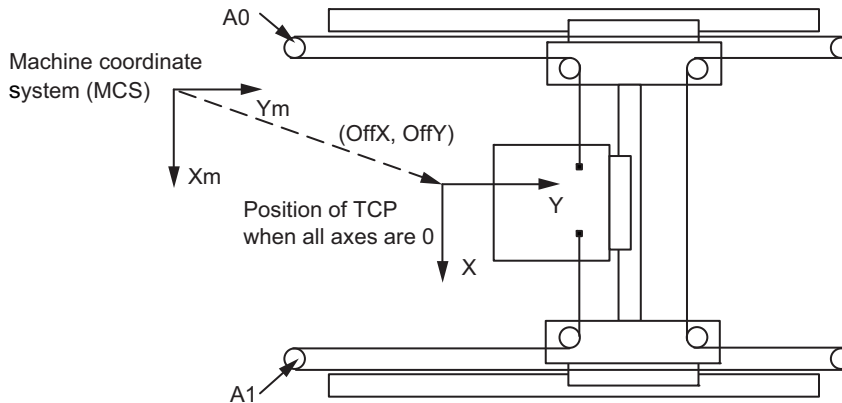 A0
Machine coordinate
system (MCS)
Ym
(OffX, OffY)
Xm
Position of TCP
when all axes are 0
Y
X
A1